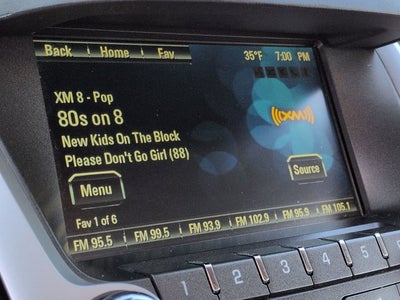 Back Home Fav 35°F 7:00 PM
XM 8 - Pop
80s on 8
((XM))
New Kids On The Block
Please Don't Go Girl (88)
Menu Source
Fav 1 of 6
FM 95.5 FM 99.5 FM 93.9 FM 102.9 FM 95.9 FM 105.1
1 2 3 4 5